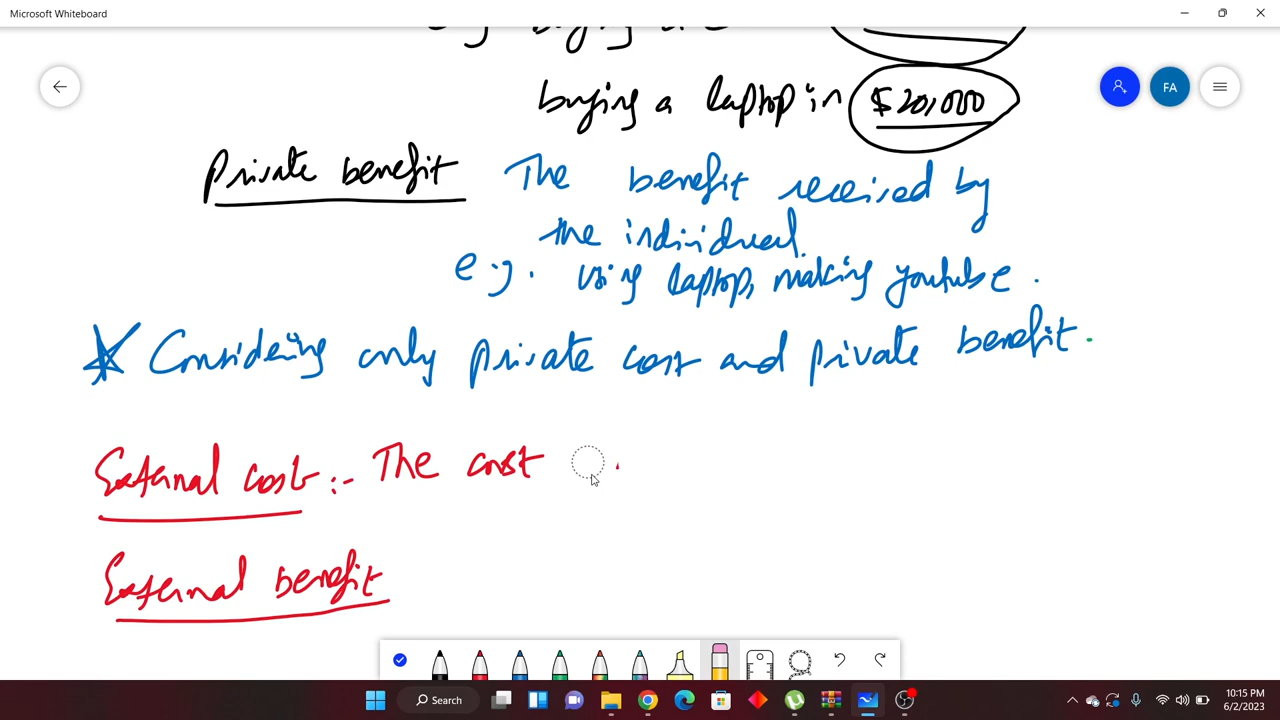 Microsoft Whiteboard
e.g buying
buying a laptop in $20,000
FA
Private benefit The benefit received by
the individual.
e.g. using laptop, making youtube.
Considering only private cost and private benefit.
External cost:- The cost
External benefit
Search
10:15 PM
6/2/2023